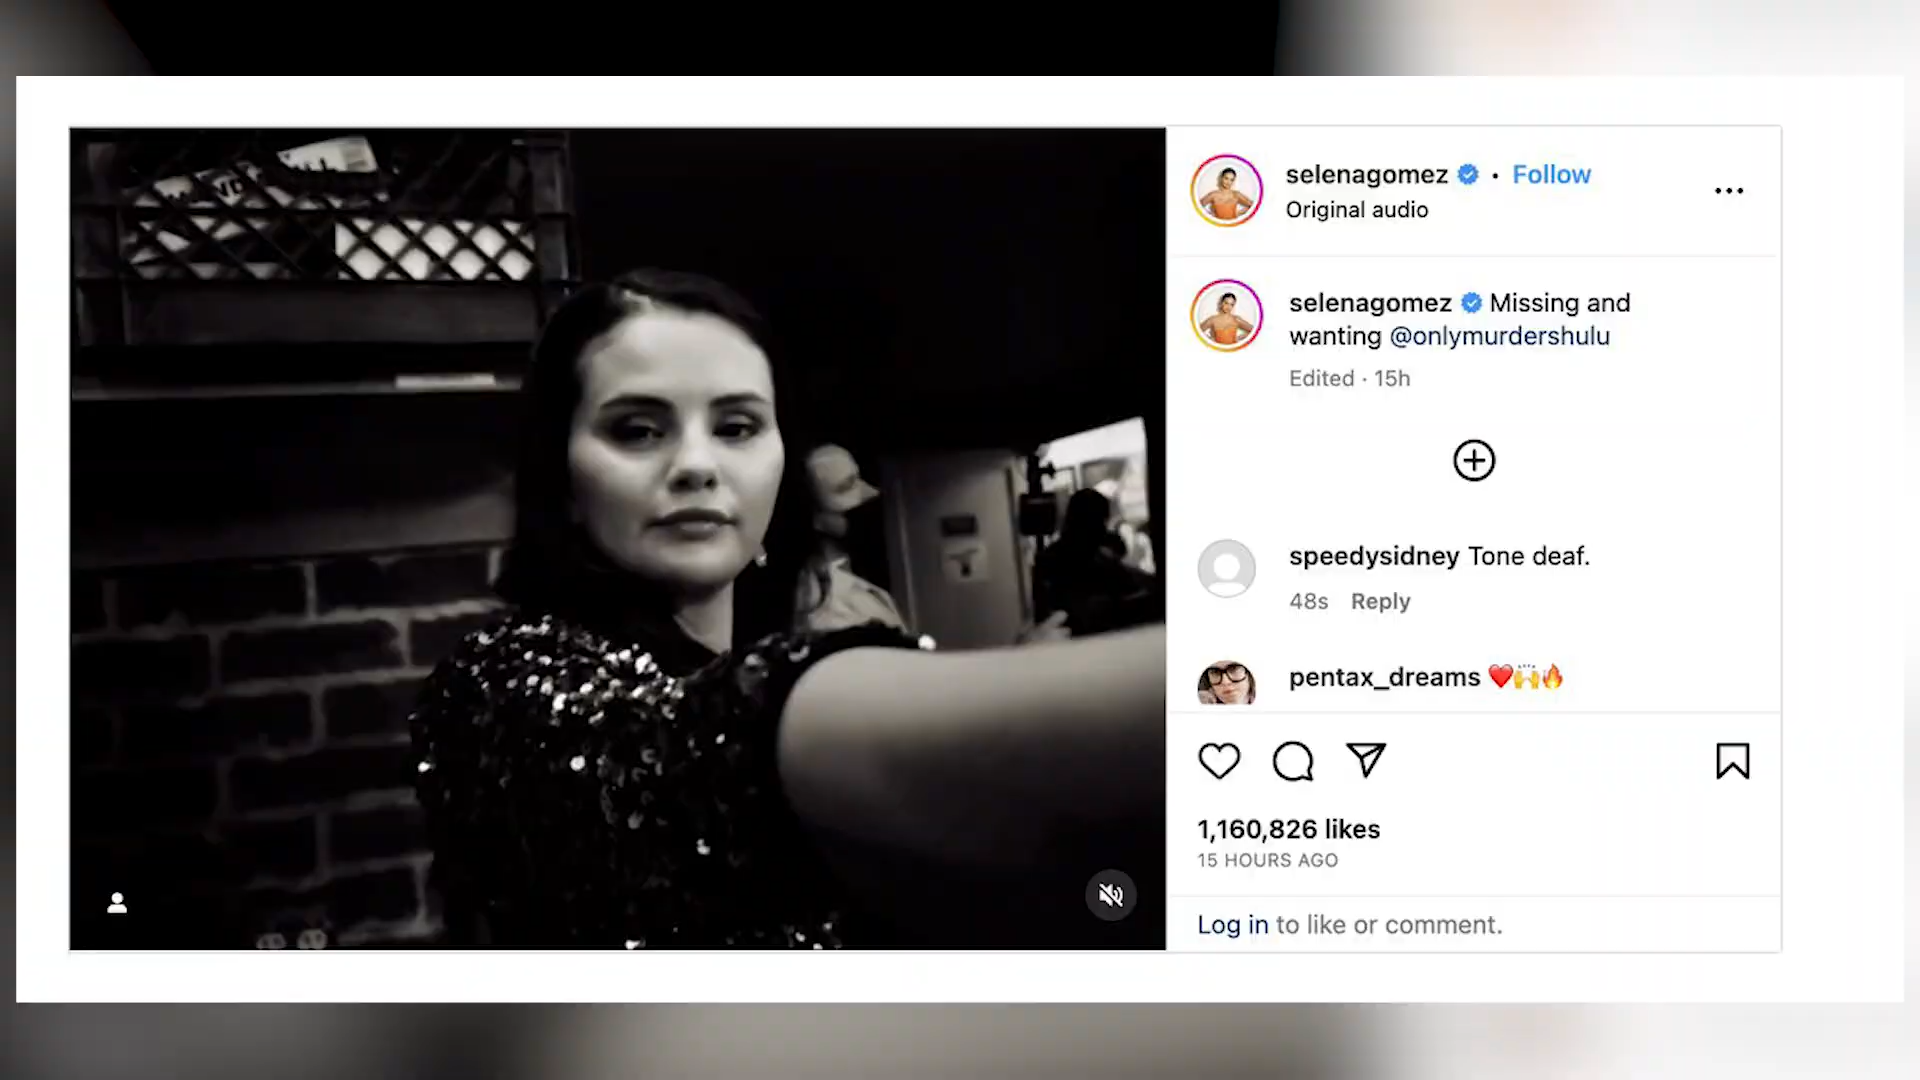 selenagomez • Follow
Original audio
selenagomez Missing and
wanting @onlymurdershulu
Edited · 15h
speedysidney Tone deaf.
48s Reply
pentax_dreams ❤️🙌🔥
1,160,826 likes
15 HOURS AGO
Log in to like or comment.